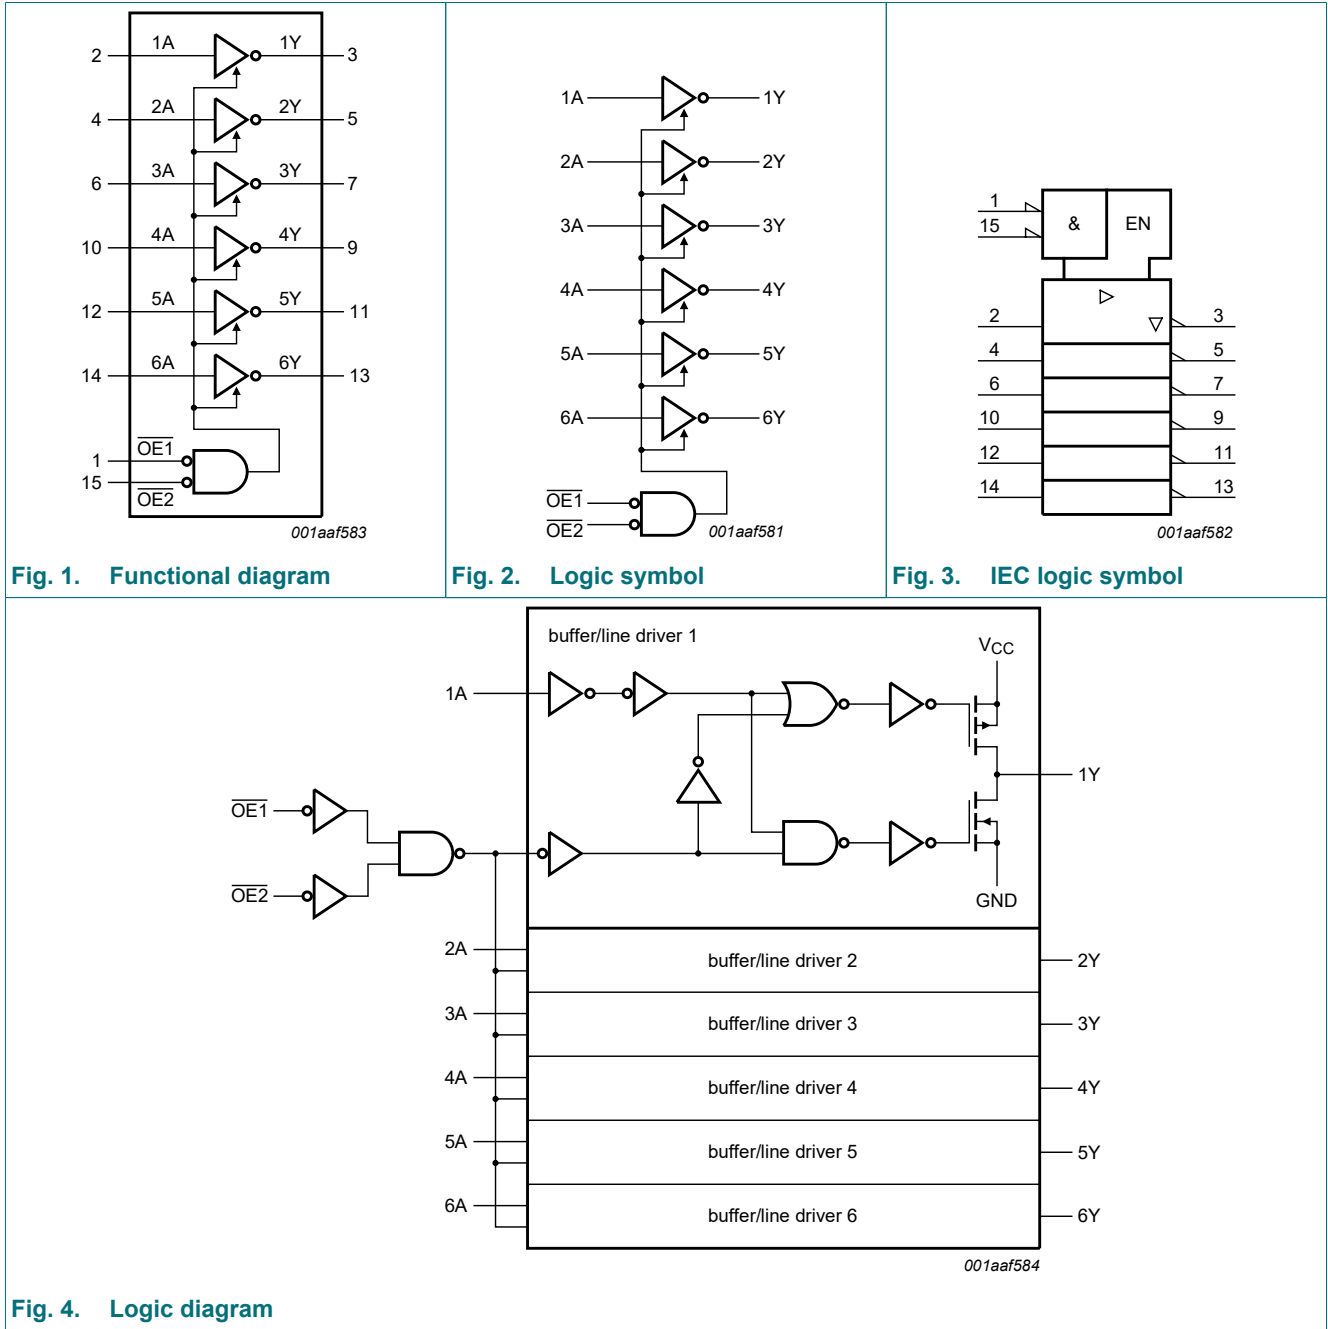 2 1A 1Y 3
4 2A 2Y 5
6 3A 3Y 7
10 4A 4Y 9
12 5A 5Y 11
14 6A 6Y 13
1 OE1
15 OE2
001aaf583
Fig. 1. Functional diagram
1A 1Y
2A 2Y
3A 3Y
4A 4Y
5A 5Y
6A 6Y
OE1
OE2
001aaf581
Fig. 2. Logic symbol
1
15
& EN
2 3
4 5
6 7
10 9
12 11
14 13
001aaf582
Fig. 3. IEC logic symbol
buffer/line driver 1
VCC
1A
1Y
OE1
OE2
GND
2A buffer/line driver 2 2Y
3A buffer/line driver 3 3Y
4A buffer/line driver 4 4Y
5A buffer/line driver 5 5Y
6A buffer/line driver 6 6Y
001aaf584
Fig. 4. Logic diagram